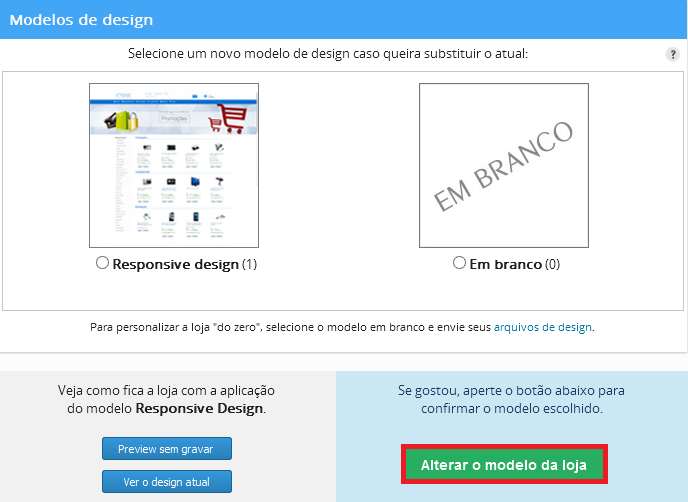 Modelos de design
Selecione um novo modelo de design caso queira substituir o atual:
?
Promoções
EM BRANCO
Responsive design (1)
Em branco (0)
Para personalizar a loja "do zero", selecione o modelo em branco e envie seus arquivos de design.
Veja como fica a loja com a aplicação
do modelo Responsive Design.
Preview sem gravar
Ver o design atual
Se gostou, aperte o botão abaixo para
confirmar o modelo escolhido.
Alterar o modelo da loja